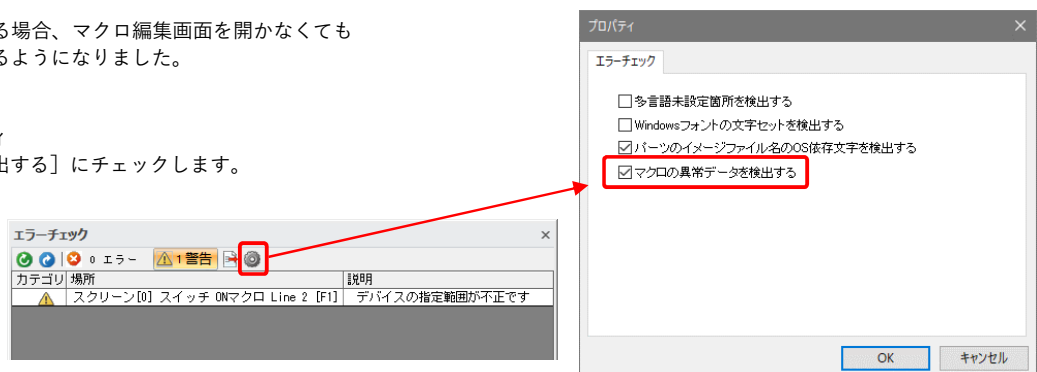 る場合、マクロ編集画面を開かなくても
るようになりました。
出する］にチェックします。
エラーチェック
0 エラー 1 警告
カテゴリ 場所 説明
スクリーン[0] スイッチ ONマクロ Line 2 [F1] デバイスの指定範囲が不正です
プロパティ
エラーチェック
多言語未設定箇所を検出する
Windowsフォントの文字セットを検出する
パーツのイメージファイル名のOS依存文字を検出する
マクロの異常データを検出する
OK キャンセル